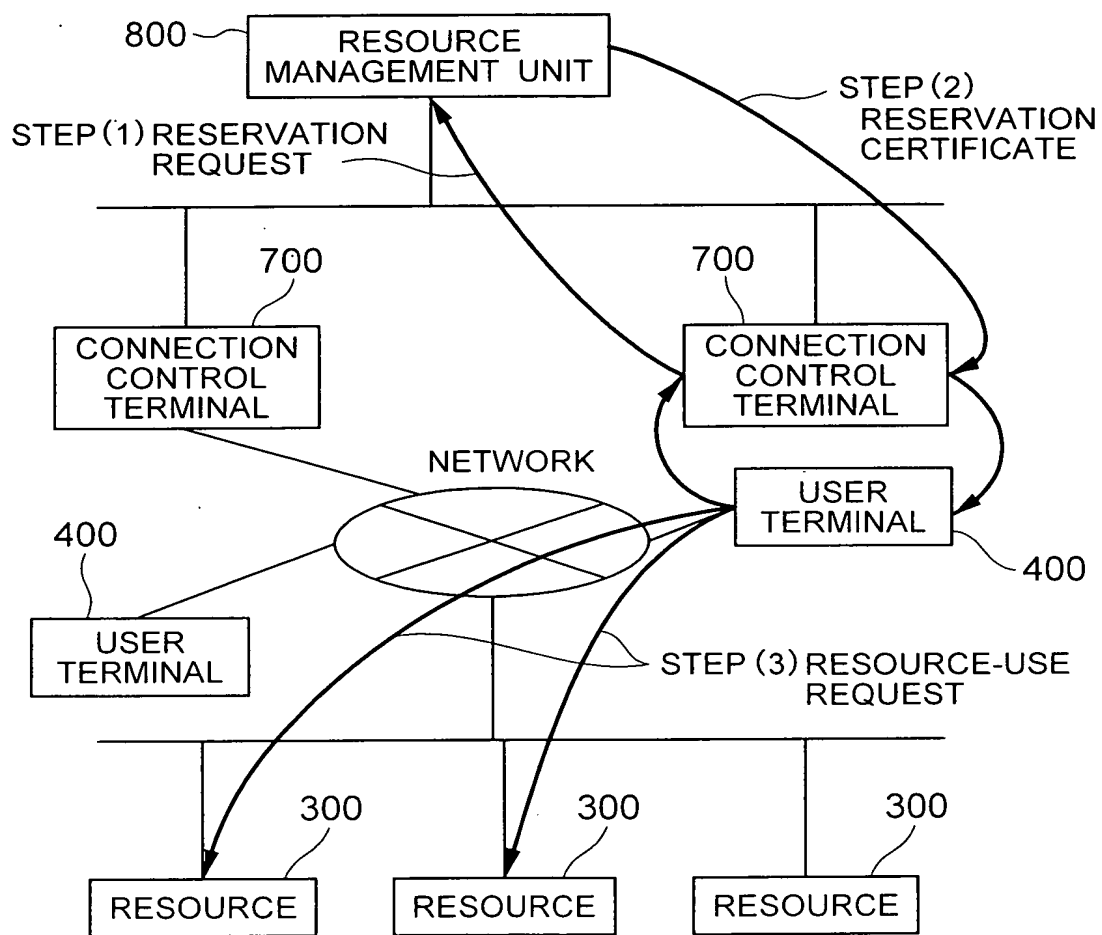 800
RESOURCE
MANAGEMENT UNIT
STEP(2)
RESERVATION
CERTIFICATE
STEP(1) RESERVATION
REQUEST
700
700
CONNECTION
CONTROL
TERMINAL
CONNECTION
CONTROL
TERMINAL
NETWORK
USER
TERMINAL
400
400
USER
TERMINAL
STEP(3) RESOURCE-USE
REQUEST
300
300
300
RESOURCE
RESOURCE
RESOURCE